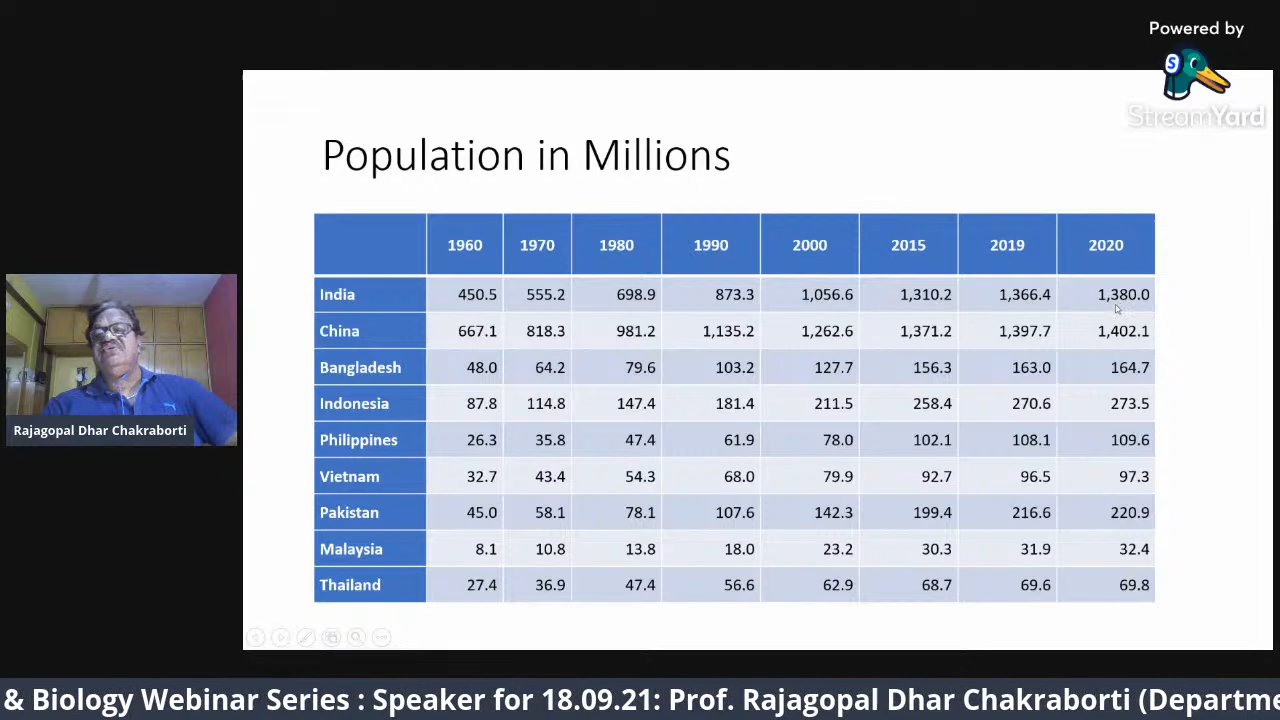 Powered by
StreamYard
Population in Millions
1960 1970 1980 1990 2000 2015 2019 2020
India 450.5 555.2 698.9 873.3 1,056.6 1,310.2 1,366.4 1,380.0
China 667.1 818.3 981.2 1,135.2 1,262.6 1,371.2 1,397.7 1,402.1
Bangladesh 48.0 64.2 79.6 103.2 127.7 156.3 163.0 164.7
Indonesia 87.8 114.8 147.4 181.4 211.5 258.4 270.6 273.5
Philippines 26.3 35.8 47.4 61.9 78.0 102.1 108.1 109.6
Vietnam 32.7 43.4 54.3 68.0 79.9 92.7 96.5 97.3
Pakistan 45.0 58.1 78.1 107.6 142.3 199.4 216.6 220.9
Malaysia 8.1 10.8 13.8 18.0 23.2 30.3 31.9 32.4
Thailand 27.4 36.9 47.4 56.6 62.9 68.7 69.6 69.8
Rajagopal Dhar Chakraborti
& Biology Webinar Series : Speaker for 18.09.21: Prof. Rajagopal Dhar Chakraborti (Departme